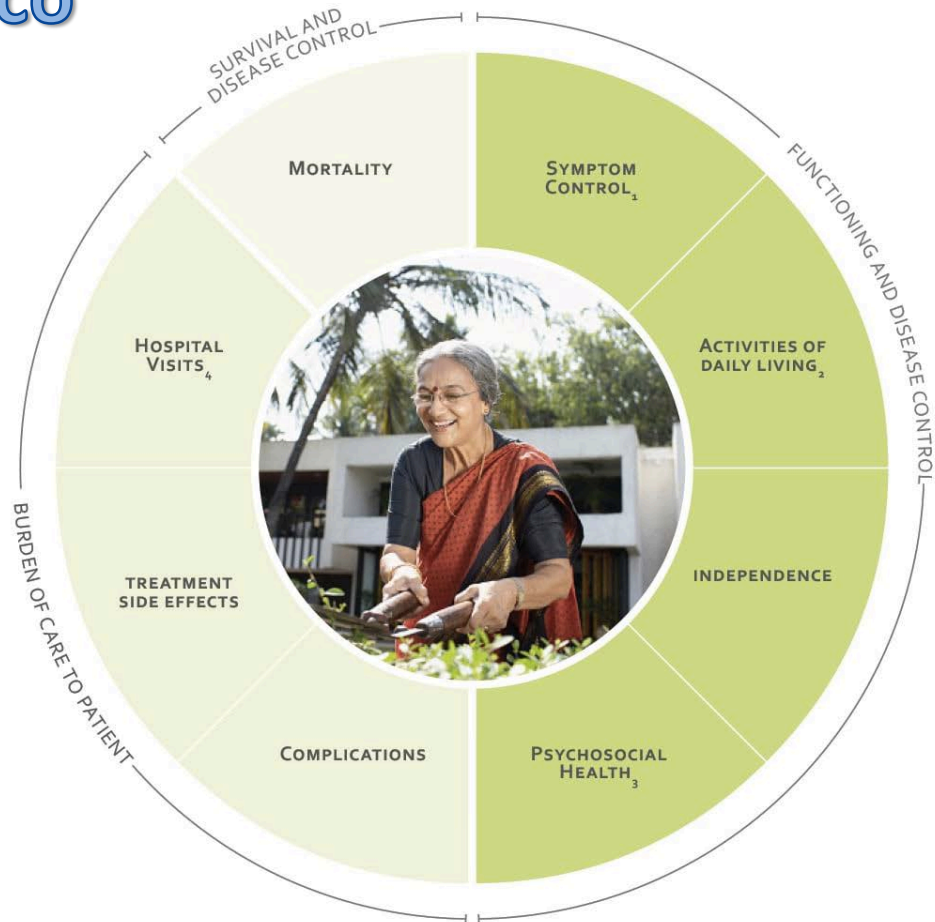 CO
SURVIVAL AND
DISEASE CONTROL
FUNCTIONING AND DISEASE CONTROL
BURDEN OF CARE TO PATIENT
MORTALITY
SYMPTOM
CONTROL1
HOSPITAL
VISITS4
ACTIVITIES OF
DAILY LIVING2
TREATMENT
SIDE EFFECTS
INDEPENDENCE
COMPLICATIONS
PSYCHOSOCIAL
HEALTH3